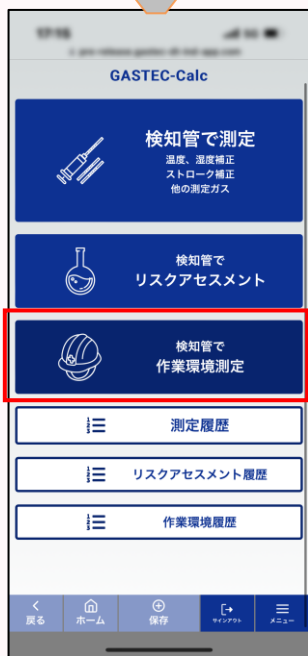 GASTEC-Calc
検知管で測定
温度、湿度補正
ストローク補正
他の測定ガス
検知管で
リスクアセスメント
検知管で
作業環境測定
測定履歴
リスクアセスメント履歴
作業環境履歴
戻る
ホーム
保存
サインアウト
メニュー